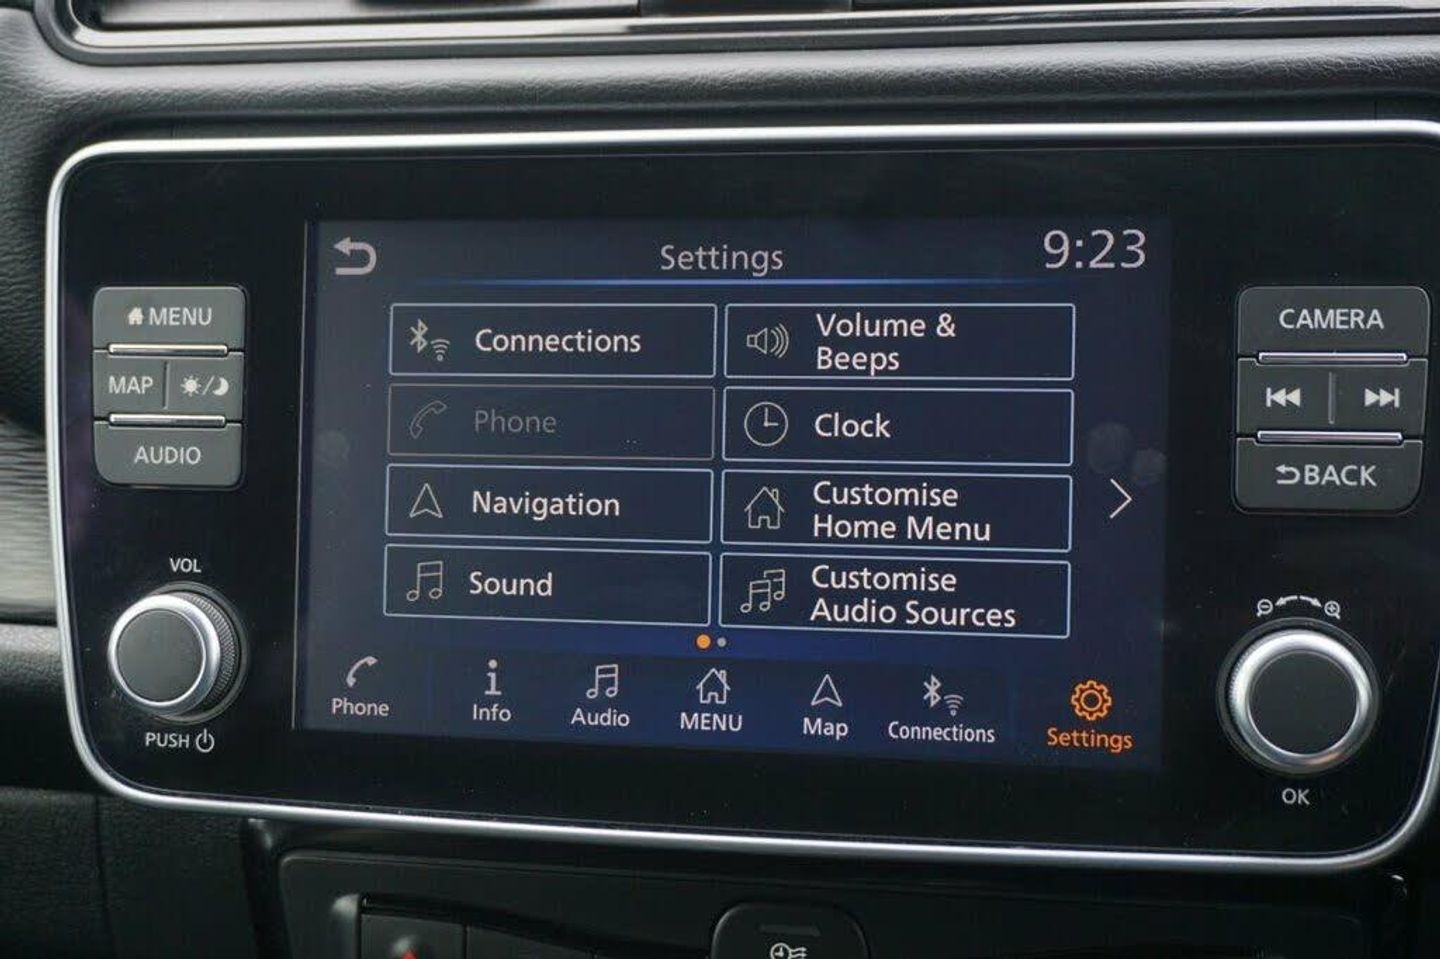 Settings
9:23
MENU
CAMERA
Connections
Volume &
Beeps
MAP
Phone
Clock
AUDIO
BACK
Navigation
Customise
Home Menu
Sound
Customise
Audio Sources
VOL
Phone
Info
Audio
MENU
Map
Connections
Settings
PUSH
OK